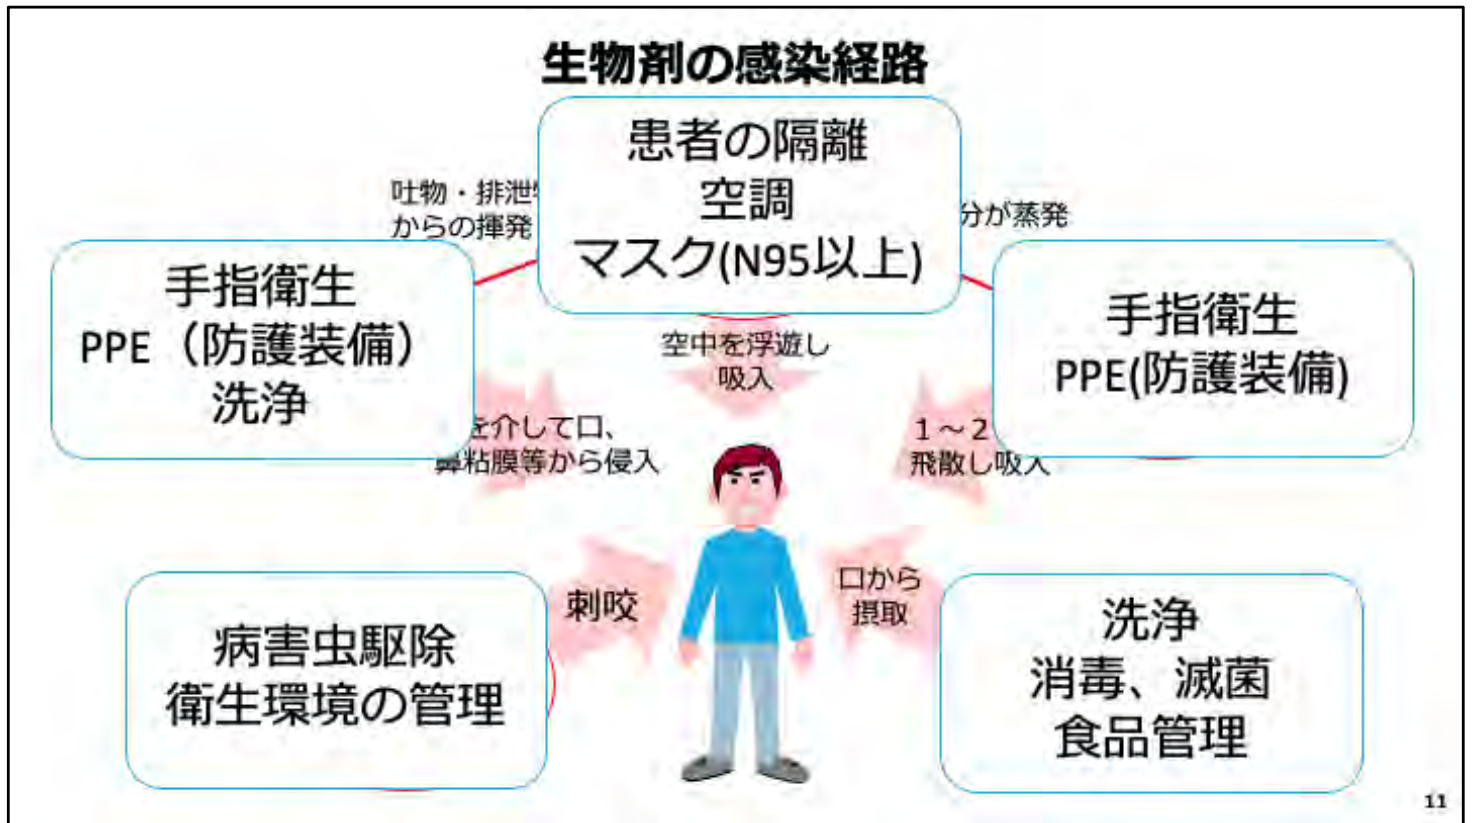 生物剤の感染経路
患者の隔離
空調
マスク(N95以上)
吐物・排泄
からの揮発
分が蒸発
手指衛生
PPE（防護装備）
洗浄
手指衛生
PPE(防護装備)
空中を浮遊し
吸入
を介して口、
鼻粘膜等から侵入
１～２
飛散し吸入
刺咬
口から
摂取
病害虫駆除
衛生環境の管理
洗浄
消毒、滅菌
食品管理
11